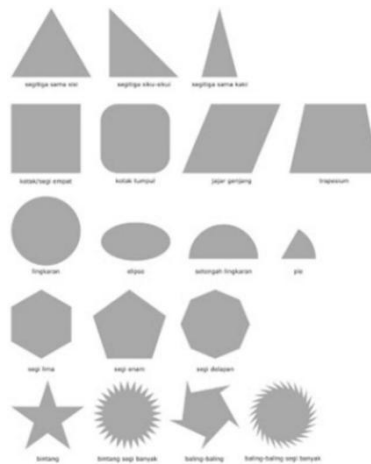 segitiga sama sisi segitiga siku-siku segitiga sama kaki
kotak/segi empat kotak tumpul jajar genjang trapesium
lingkaran elips setengah lingkaran pie
segi lima segi enam segi delapan
bintang bintang segi banyak baling-baling baling-baling segi banyak